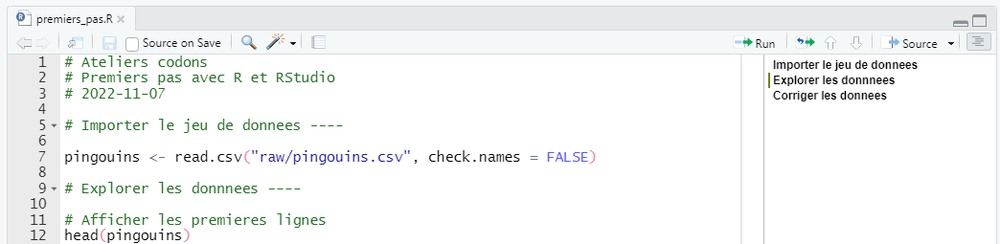 premiers_pas.R
Source on Save
Run
Source
1 # Ateliers codons
2 # Premiers pas avec R et RStudio
3 # 2022-11-07
4
5 # Importer le jeu de donnees ----
6
7 pingouins <- read.csv("raw/pingouins.csv", check.names = FALSE)
8
9 # Explorer les donnnees ----
10
11 # Afficher les premieres lignes
12 head(pingouins)
Importer le jeu de donnees
Explorer les donnnees
Corriger les donnees